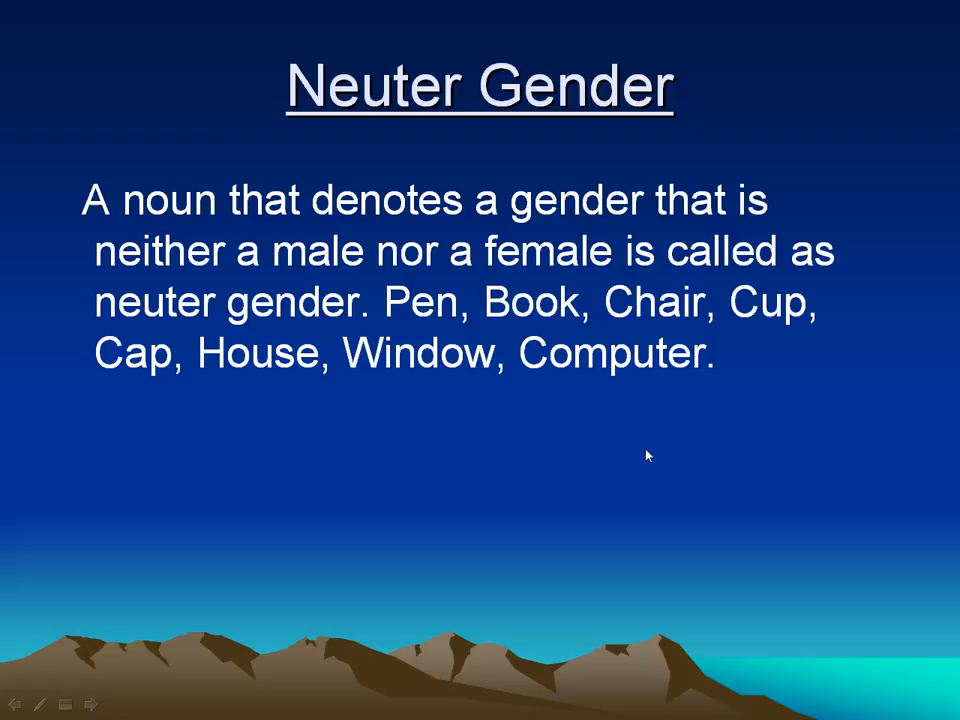 Neuter Gender
A noun that denotes a gender that is
neither a male nor a female is called as
neuter gender. Pen, Book, Chair, Cup,
Cap, House, Window, Computer.